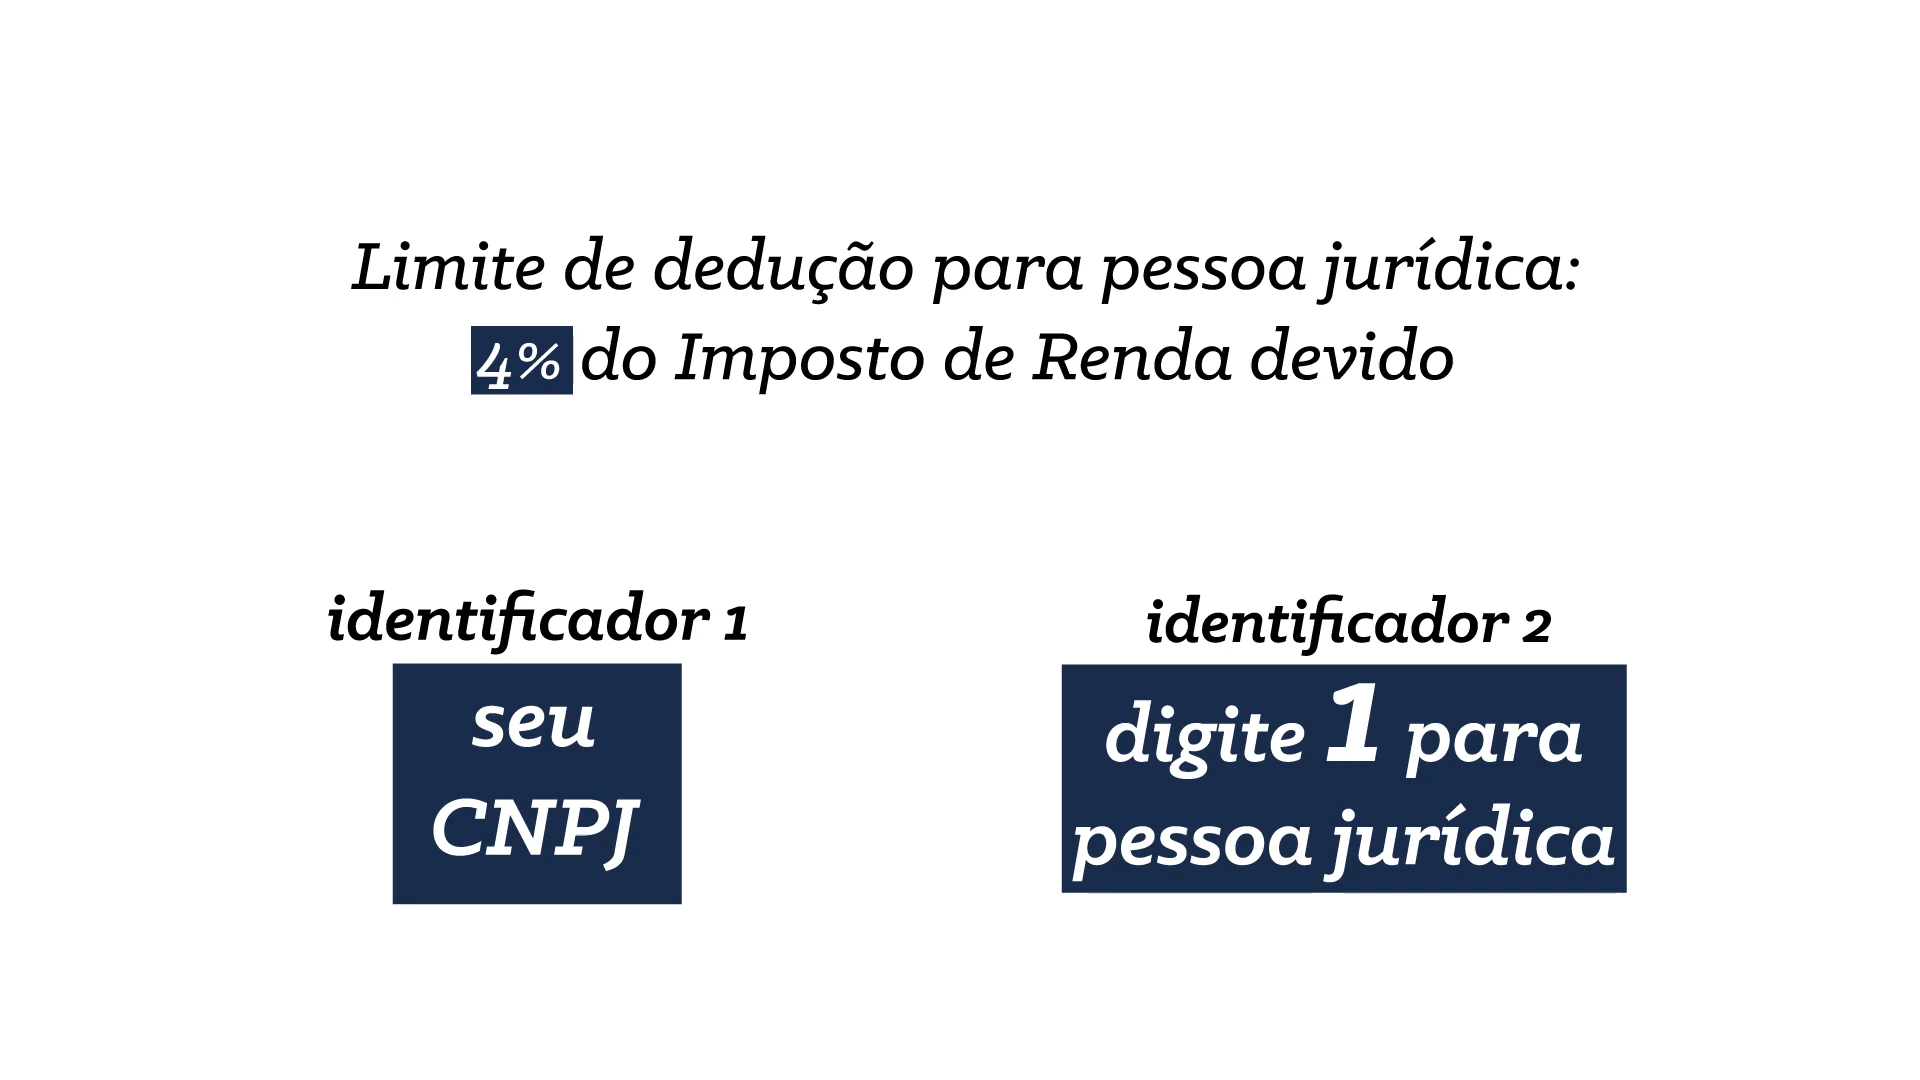 Limite de dedução para pessoa jurídica:
4% do Imposto de Renda devido
identificador 1
seu
CNPJ
identificador 2
digite 1 para
pessoa jurídica